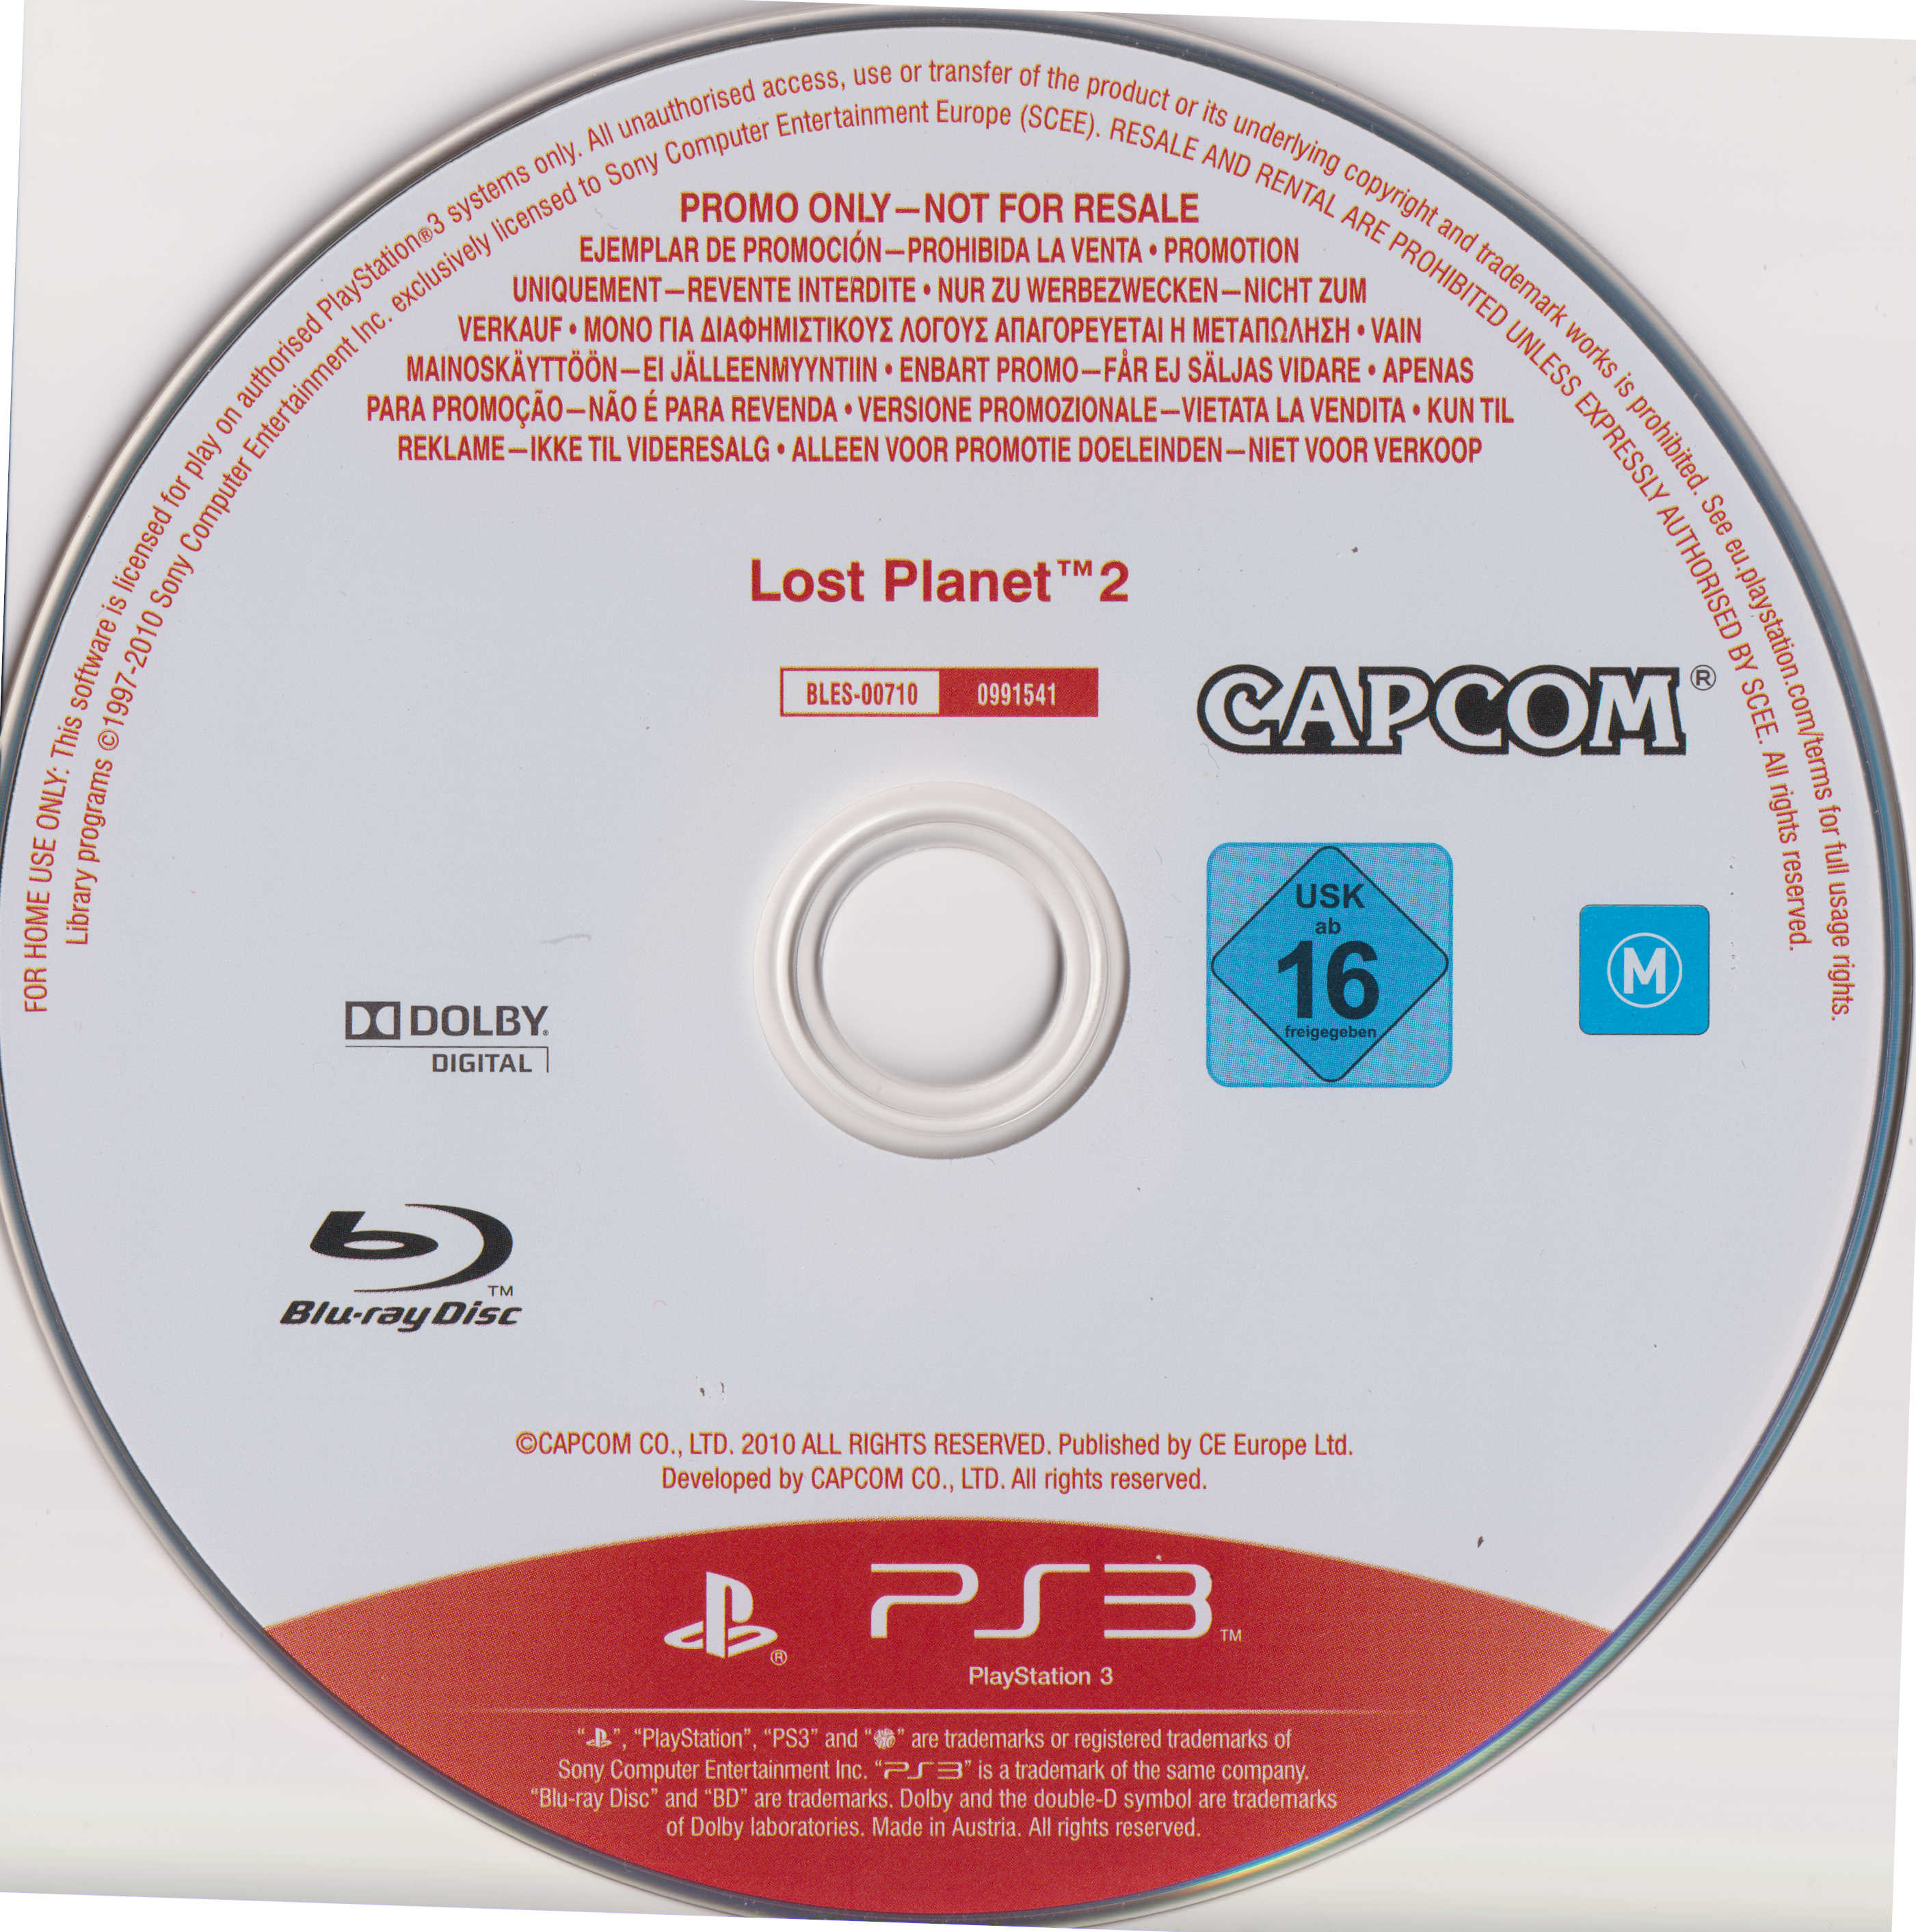 FOR HOME USE ONLY: This software is licensed for play on authorised PlayStation®3 systems only. All unauthorised access, use or transfer of the product or its underlying copyright and trademark works is prohibited. See eu.playstation.com/terms for full usage rights.
Library programs ©1997-2010 Sony Computer Entertainment Inc. exclusively licensed to Sony Computer Entertainment Europe (SCEE). RESALE AND RENTAL ARE PROHIBITED UNLESS EXPRESSLY AUTHORISED BY SCEE. All rights reserved.
PROMO ONLY—NOT FOR RESALE
EJEMPLAR DE PROMOCIÓN—PROHIBIDA LA VENTA • PROMOTION
UNIQUEMENT—REVENTE INTERDITE • NUR ZU WERBEZWECKEN—NICHT ZUM
VERKAUF • ΜΟΝΟ ΓΙΑ ΔΙΑΦΗΜΙΣΤΙΚΟΥΣ ΛΟΓΟΥΣ ΑΠΑΓΟΡΕΥΕΤΑΙ Η ΜΕΤΑΠΩΛΗΣΗ • VAIN
MAINOSKÄYTTÖÖN—EI JÄLLEENMYYNTIIN • ENBART PROMO—FÅR EJ SÄLJAS VIDARE • APENAS
PARA PROMOÇÃO—NÃO É PARA REVENDA • VERSIONE PROMOZIONALE—VIETATA LA VENDITA • KUN TIL
REKLAME—IKKE TIL VIDERESALG • ALLEEN VOOR PROMOTIE DOELEINDEN—NIET VOOR VERKOOP
Lost Planet™2
BLES-00710 0991541
CAPCOM®
USK
ab
16
freigegeben
M
DOLBY®
DIGITAL
Blu-ray Disc™
©CAPCOM CO., LTD. 2010 ALL RIGHTS RESERVED. Published by CE Europe Ltd.
Developed by CAPCOM CO., LTD. All rights reserved.
® PS3™
PlayStation 3
“ ”, “PlayStation”, “PS3” and “ ” are trademarks or registered trademarks of
Sony Computer Entertainment Inc. “PS3” is a trademark of the same company.
“Blu-ray Disc” and “BD” are trademarks. Dolby and the double-D symbol are trademarks
of Dolby laboratories. Made in Austria. All rights reserved.